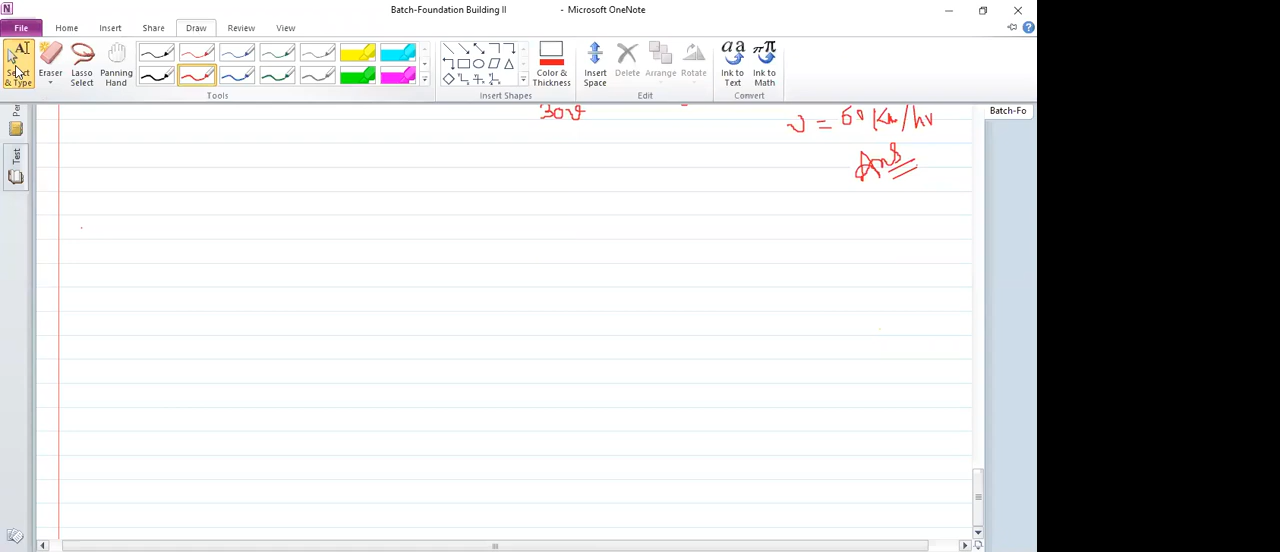 Batch-Foundation Building II - Microsoft OneNote
File Home Insert Share Draw Review View
Select & Type
Eraser
Lasso Select
Panning Hand
Color & Thickness
Insert Space
Delete
Arrange
Rotate
Ink to Text
Ink to Math
Tools
Insert Shapes
Edit
Convert
Batch-Fo
Test
30v
v = 60 Km/hr
Ans